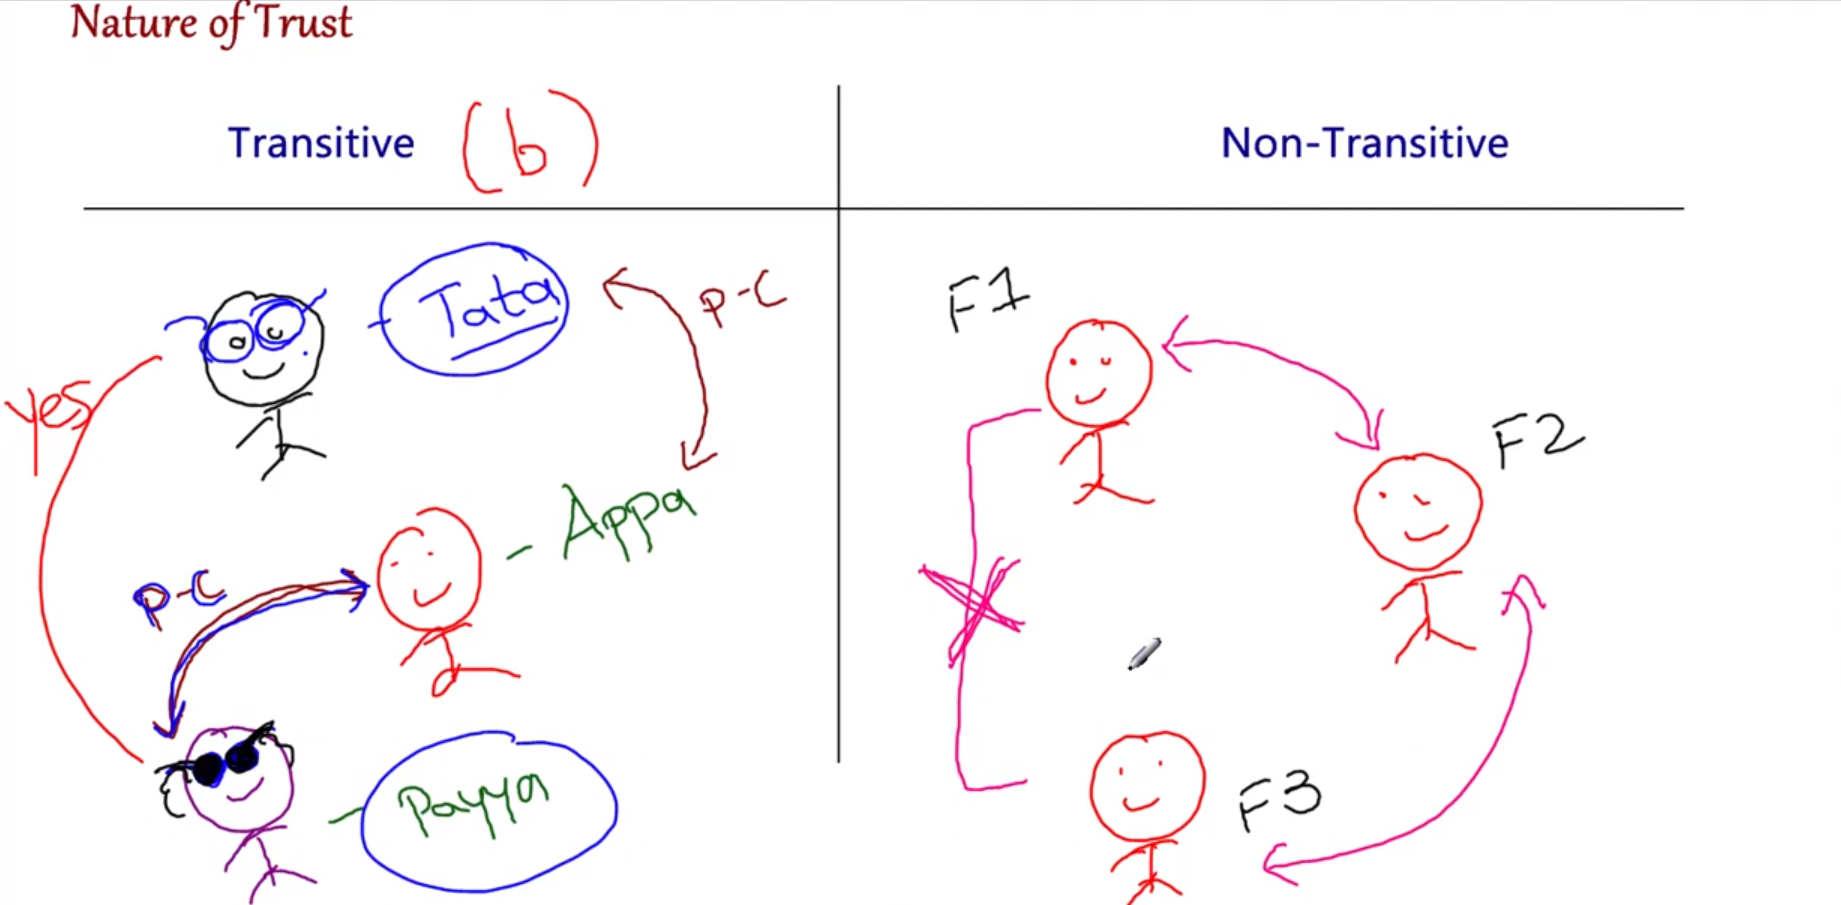 Nature of Trust
Transitive (b)
Non-Transitive
Tata
P-C
F1
yes
F2
- Appa
P-C
- Payya
F3